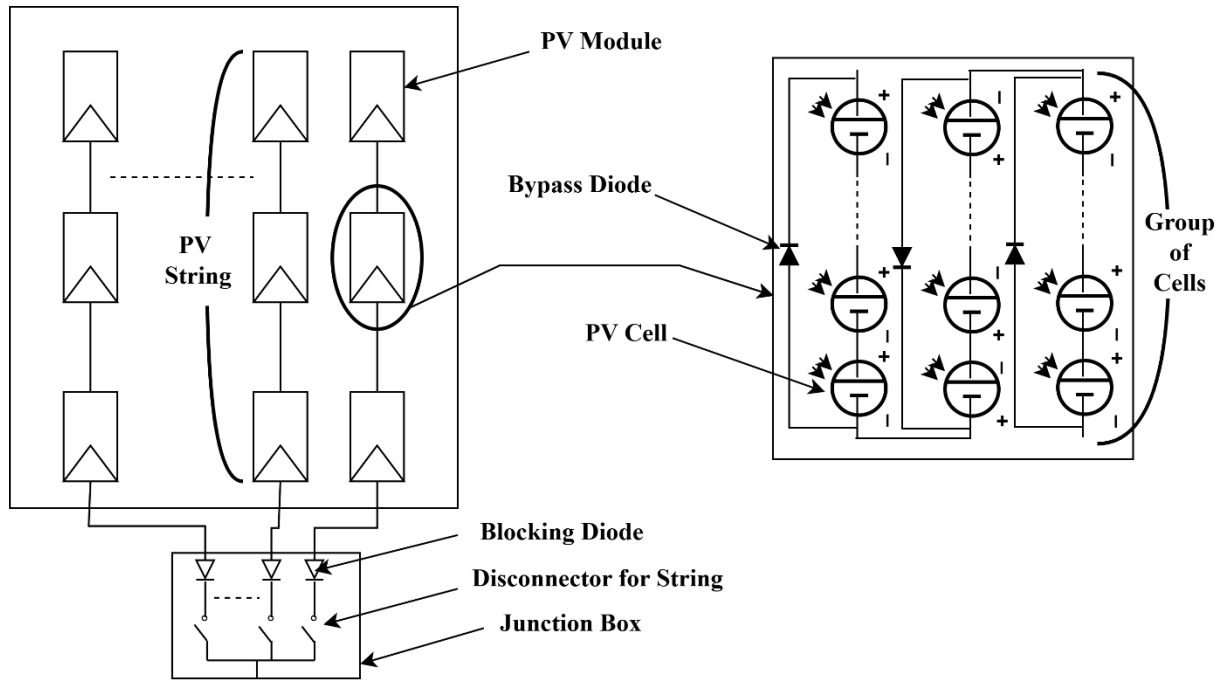 PV Module
PV
String
Bypass Diode
PV Cell
Group
of
Cells
Blocking Diode
Disconnector for String
Junction Box
+
–
+
–
+
–
+
–
+
–
–
+
–
+
–
+
+
–
+
–
+
–